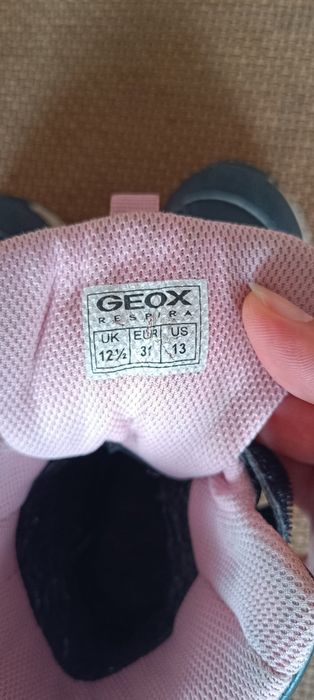 GEOX
RESPIRA
UK EUR US
12½ 31 13